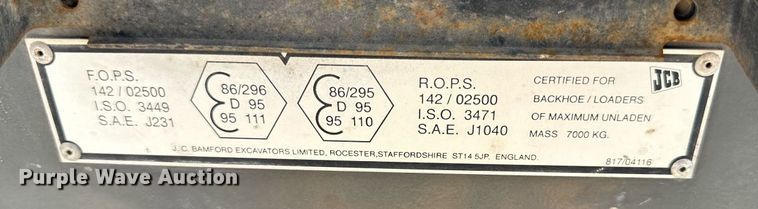 F.O.P.S.
142 / 02500
I.S.O. 3449
S.A.E. J231
86/296
D 95
95 111
86/295
D 95
95 110
R.O.P.S.
142 / 02500
I.S.O. 3471
S.A.E. J1040
CERTIFIED FOR
BACKHOE / LOADERS
OF MAXIMUM UNLADEN
MASS 7000 KG.
JCB
J.C. BAMFORD EXCAVATORS LIMITED, ROCESTER, STAFFORDSHIRE ST14 5JP. ENGLAND.
817/04116
Purple Wave Auction